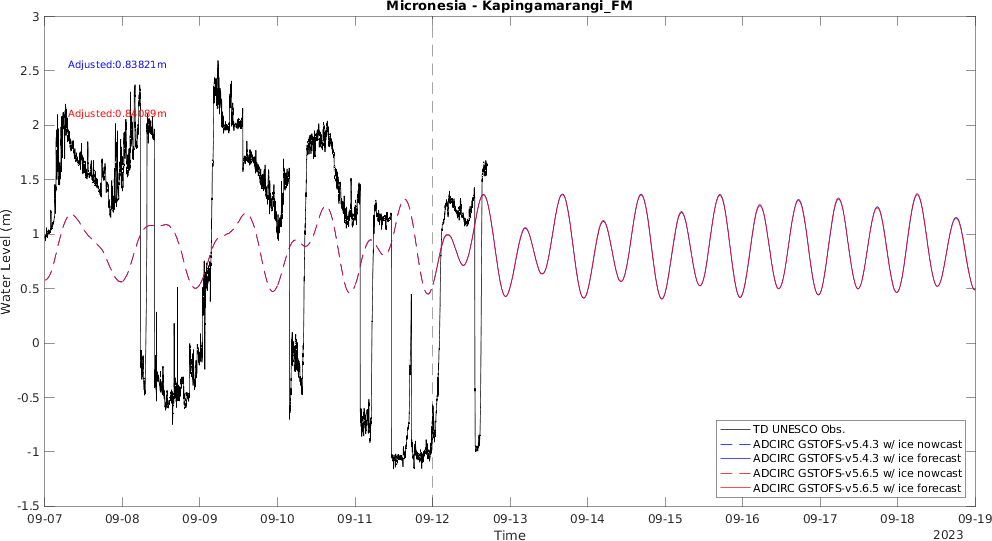 Micronesia - Kapingamarangi_FM
3
2.5
2
1.5
1
0.5
0
-0.5
-1
-1.5
Water Level (m)
Adjusted:0.83821m
Adjusted:0.84089m
TD UNESCO Obs.
ADCIRC GSTOFS-v5.4.3 w/ ice nowcast
ADCIRC GSTOFS-v5.4.3 w/ ice forecast
ADCIRC GSTOFS-v5.6.5 w/ ice nowcast
ADCIRC GSTOFS-v5.6.5 w/ ice forecast
09-07 09-08 09-09 09-10 09-11 09-12 09-13 09-14 09-15 09-16 09-17 09-18 09-19
Time
2023